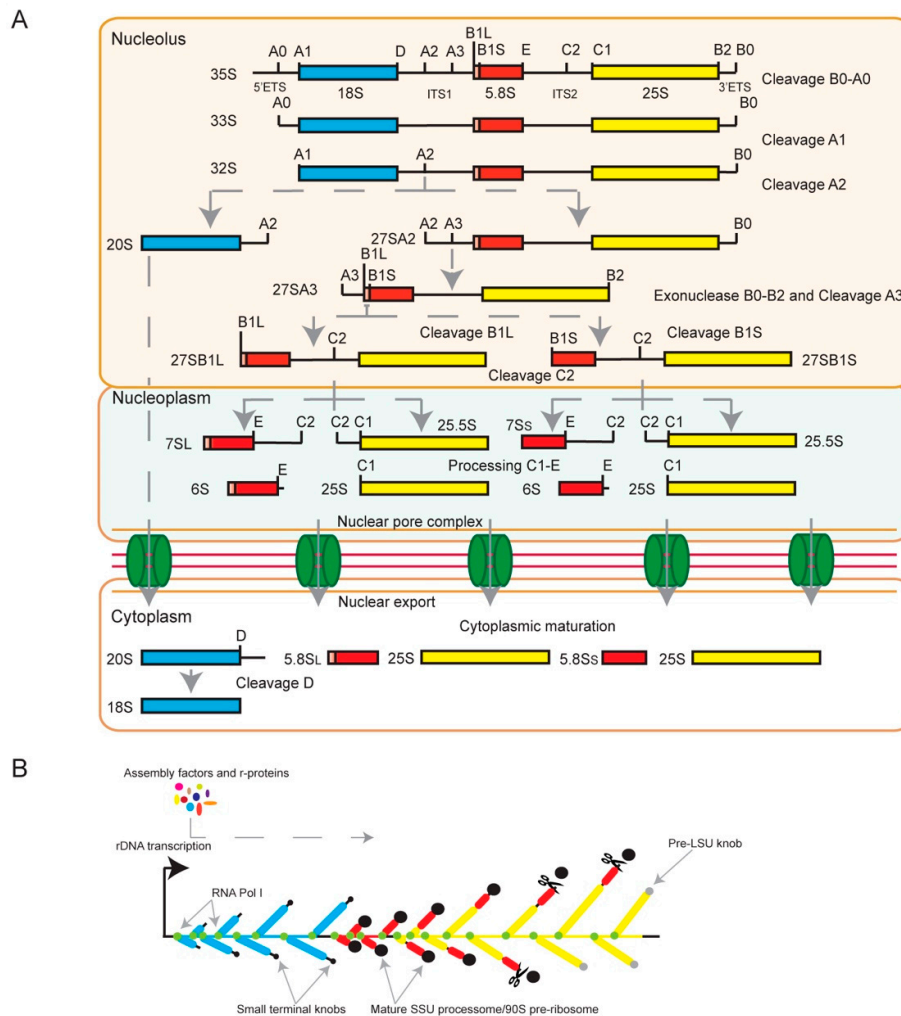 A
Nucleolus
B1L
A0 A1 D A2 A3 B1S E C2 C1 B2 B0
35S
Cleavage B0-A0
5'ETS 18S ITS1 5.8S ITS2 25S 3'ETS
A0 B0
33S
Cleavage A1
A1 A2 B0
32S
Cleavage A2
A2 A2 A3 B0
20S 27SA2
B1L
A3 B1S B2
27SA3
Exonuclease B0-B2 and Cleavage A3
B1L C2 Cleavage B1L B1S C2 Cleavage B1S
27SB1L 27SB1S
Cleavage C2
Nucleoplasm
E C2 C2 C1 25.5S 7SS E C2 C2 C1
7SL 25.5S
E C1 Processing C1-E E C1
6S 25S 6S 25S
Nuclear pore complex
Nuclear export
Cytoplasm
Cytoplasmic maturation
D
20S 5.8SL 25S 5.8SS 25S
Cleavage D
18S
B
Assembly factors and r-proteins
rDNA transcription
Pre-LSU knob
RNA Pol I
Small terminal knobs
Mature SSU processome/90S pre-ribosome